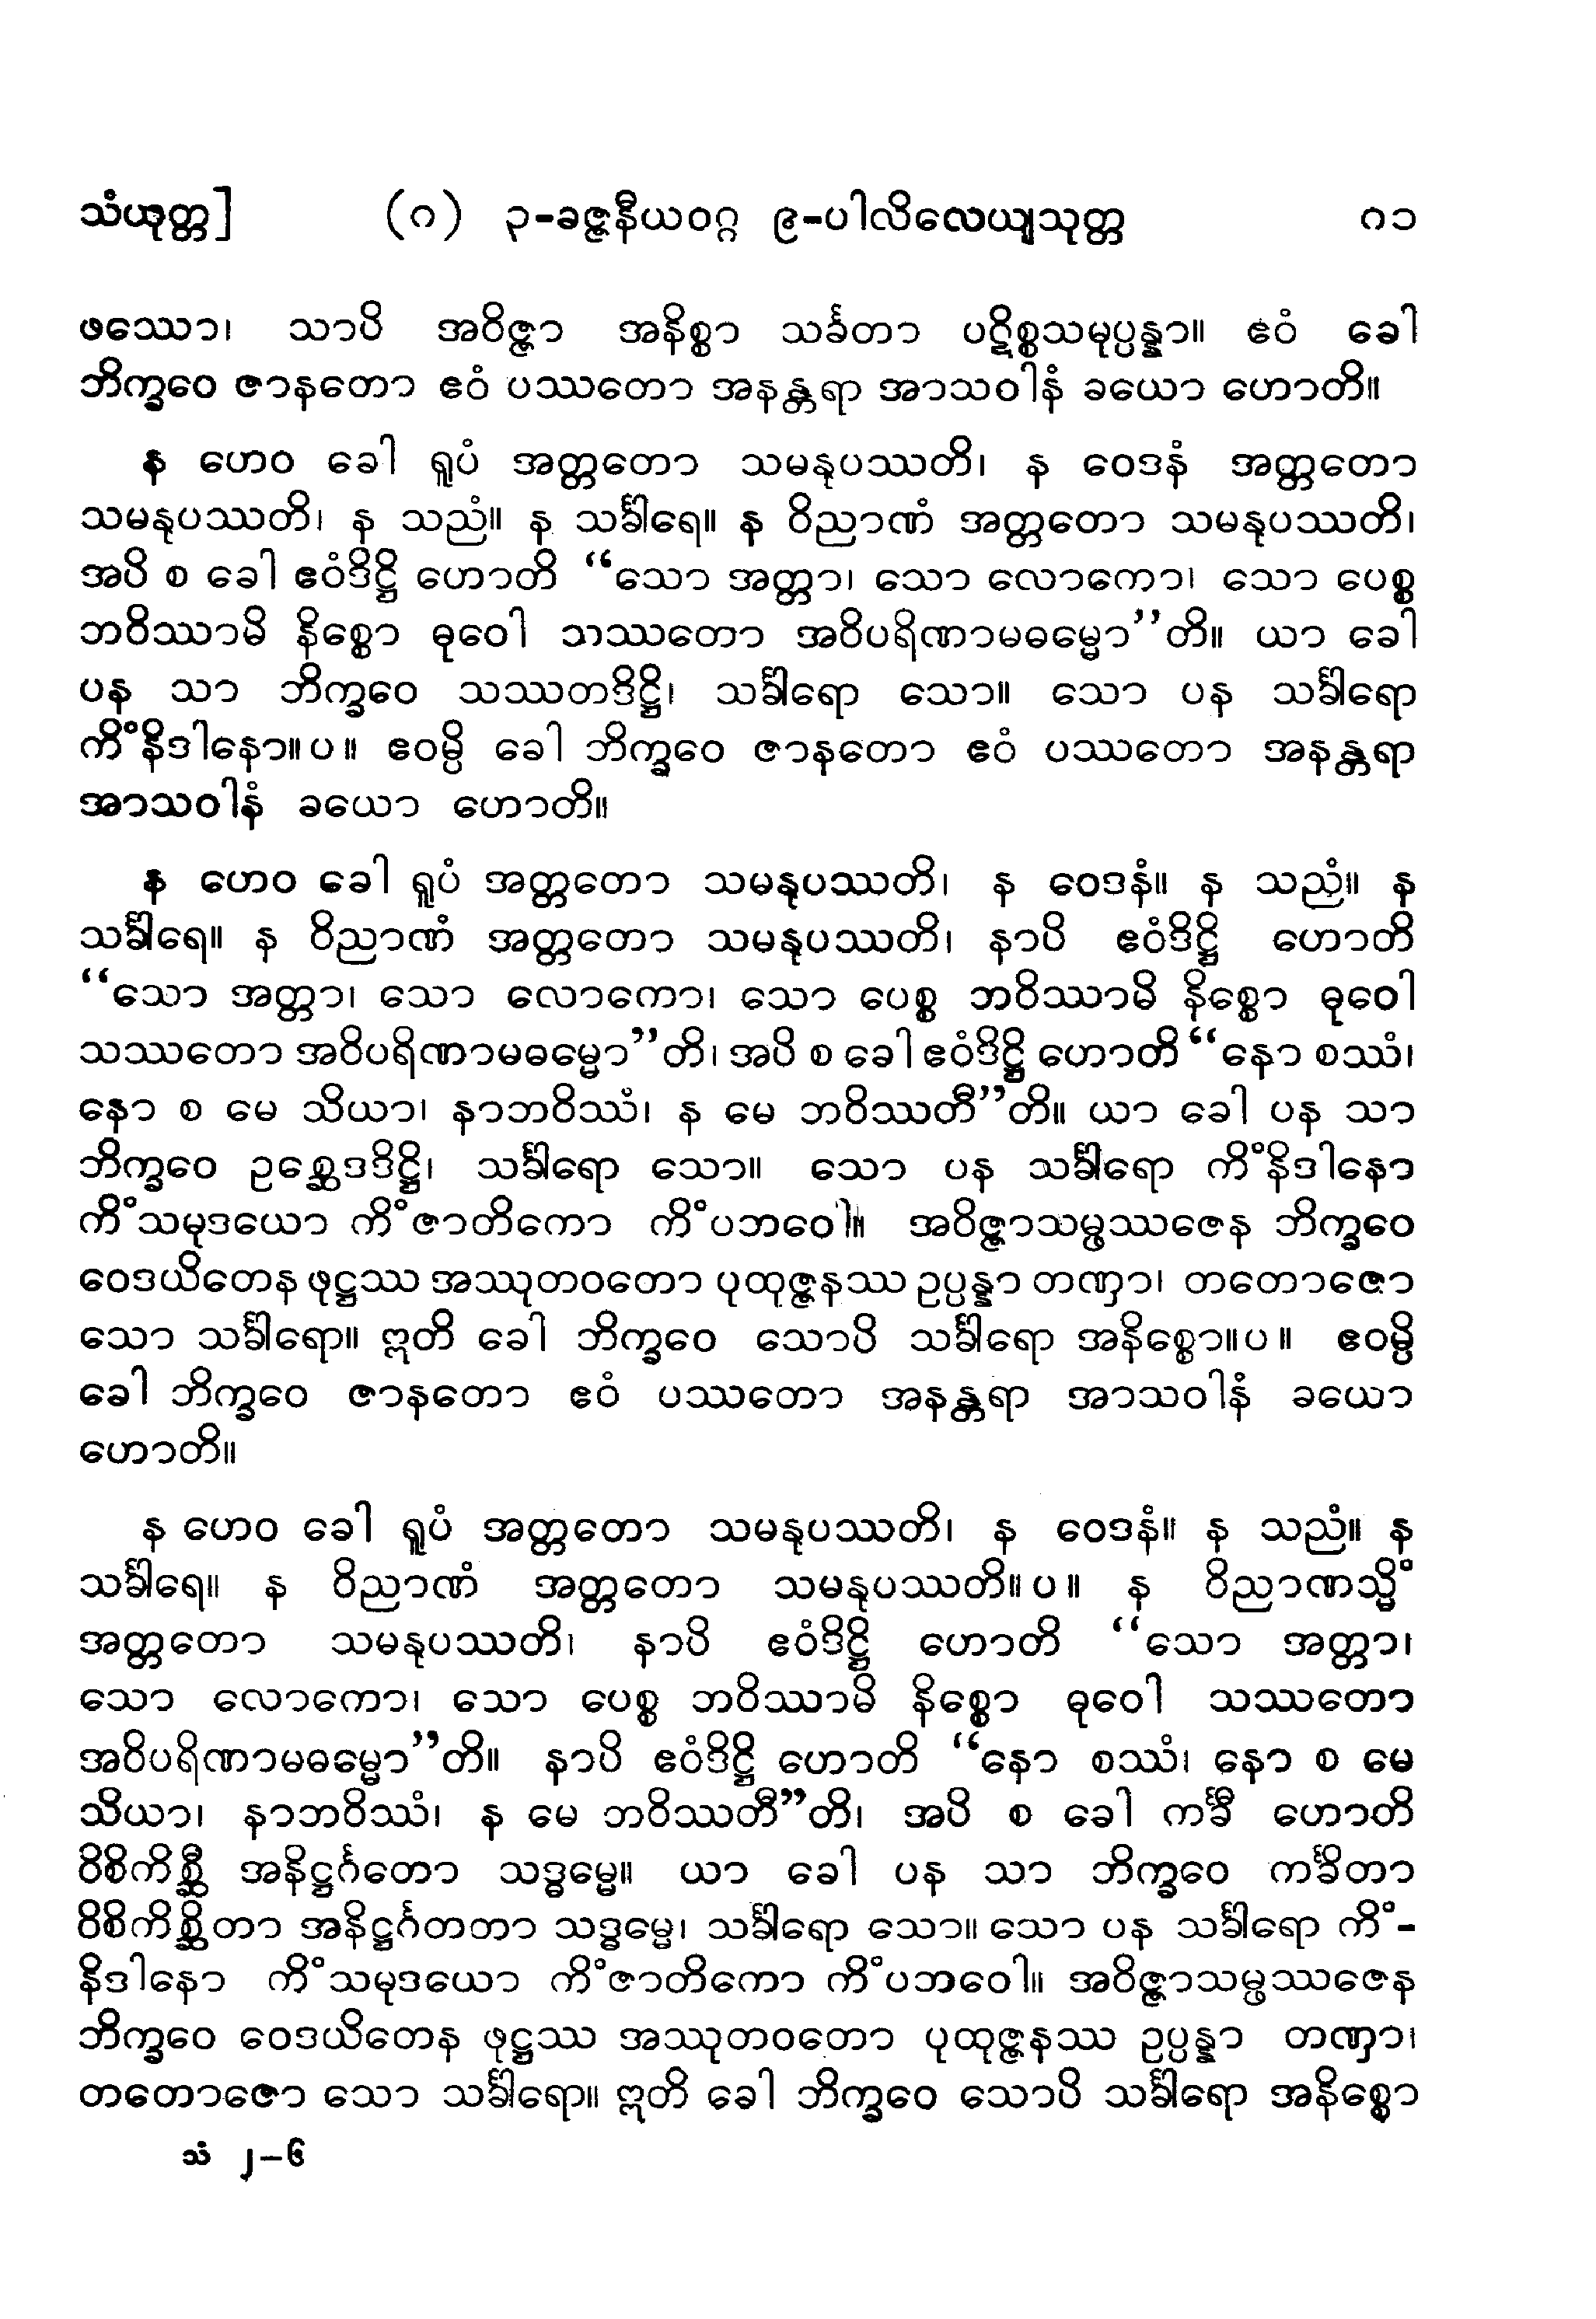 သံယုတ္တ] (၈) ၃-ခဇ္ဇနီယဝဂ္ဂ ၉-ပါလိလေယျသုတ္တ ၈၁
ဖဿော၊ သာပိ အဝိဇ္ဇာ အနိစ္စာ သင်္ခတာ ပဋိစ္စသမုပ္ပန္နာ။ ဧဝံ ခေါ
ဘိက္ခဝေ ဇာနတော ဧဝံ ပဿတော အနန္တရာ အာသဝါနံ ခယော ဟောတိ။
န ဟေဝ ခေါ ရူပံ အတ္တတော သမနုပဿတိ၊ န ဝေဒနံ အတ္တတော
သမနုပဿတိ၊ န သညံ။ န သင်္ခါရေ။ န ဝိညာဏံ အတ္တတော သမနုပဿတိ၊
အပိ စ ခေါ ဧဝံဒိဋ္ဌိ ဟောတိ “သော အတ္တာ၊ သော လောကော၊ သော ပေစ္စ
ဘဝိဿာမိ နိစ္စော ဓုဝေါ သဿတော အဝိပရိဏာမဓမ္မော”တိ။ ယာ ခေါ
ပန သာ ဘိက္ခဝေ သဿတဒိဋ္ဌိ၊ သင်္ခါရော သော။ သော ပန သင်္ခါရော
ကိံနိဒါနော။ပ။ ဧဝမ္ပိ ခေါ ဘိက္ခဝေ ဇာနတော ဧဝံ ပဿတော အနန္တရာ
အာသဝါနံ ခယော ဟောတိ။
န ဟေဝ ခေါ ရူပံ အတ္တတော သမနုပဿတိ၊ န ဝေဒနံ။ န သညံ။ န
သင်္ခါရေ။ န ဝိညာဏံ အတ္တတော သမနုပဿတိ၊ နာပိ ဧဝံဒိဋ္ဌိ ဟောတိ
“သော အတ္တာ၊ သော လောကော၊ သော ပေစ္စ ဘဝိဿာမိ နိစ္စော ဓုဝေါ
သဿတော အဝိပရိဏာမဓမ္မော”တိ၊ အပိ စ ခေါ ဧဝံဒိဋ္ဌိ ဟောတိ “နော စဿံ၊
နော စ မေ သိယာ၊ နာဘဝိဿံ၊ န မေ ဘဝိဿတီ”တိ။ ယာ ခေါ ပန သာ
ဘိက္ခဝေ ဥစ္ဆေဒဒိဋ္ဌိ၊ သင်္ခါရော သော။ သော ပန သင်္ခါရော ကိံနိဒါနော
ကိံသမုဒယော ကိံဇာတိကော ကိံပဘဝေါ။ အဝိဇ္ဇာသမ္ဖဿဇေန ဘိက္ခဝေ
ဝေဒယိတေန ဖုဋ္ဌဿ အဿုတဝတော ပုထုဇ္ဇနဿ ဥပ္ပန္နာ တဏှာ၊ တတောဇော
သော သင်္ခါရော။ ဣတိ ခေါ ဘိက္ခဝေ သောပိ သင်္ခါရော အနိစ္စော။ပ။ ဧဝမ္ပိ
ခေါ ဘိက္ခဝေ ဇာနတော ဧဝံ ပဿတော အနန္တရာ အာသဝါနံ ခယော
ဟောတိ။
န ဟေဝ ခေါ ရူပံ အတ္တတော သမနုပဿတိ၊ န ဝေဒနံ။ န သညံ။ န
သင်္ခါရေ။ န ဝိညာဏံ အတ္တတော သမနုပဿတိ။ပ။ န ဝိညာဏသ္မိံ
အတ္တတော သမနုပဿတိ၊ နာပိ ဧဝံဒိဋ္ဌိ ဟောတိ “သော အတ္တာ၊
သော လောကော၊ သော ပေစ္စ ဘဝိဿာမိ နိစ္စော ဓုဝေါ သဿတော
အဝိပရိဏာမဓမ္မော”တိ။ နာပိ ဧဝံဒိဋ္ဌိ ဟောတိ “နော စဿံ၊ နော စ မေ
သိယာ၊ နာဘဝိဿံ၊ န မေ ဘဝိဿတီ”တိ၊ အပိ စ ခေါ ကင်္ခီ ဟောတိ
ဝိစိကိစ္ဆီ အနိဋ္ဌင်္ဂတော သဒ္ဓမ္မေ။ ယာ ခေါ ပန သာ ဘိက္ခဝေ ကင်္ခိတာ
ဝိစိကိစ္ဆိတာ အနိဋ္ဌင်္ဂတတာ သဒ္ဓမ္မေ၊ သင်္ခါရော သော။ သော ပန သင်္ခါရော ကိံ-
နိဒါနော ကိံသမုဒယော ကိံဇာတိကော ကိံပဘဝေါ။ အဝိဇ္ဇာသမ္ဖဿဇေန
ဘိက္ခဝေ ဝေဒယိတေန ဖုဋ္ဌဿ အဿုတဝတော ပုထုဇ္ဇနဿ ဥပ္ပန္နာ တဏှာ၊
တတောဇော သော သင်္ခါရော။ ဣတိ ခေါ ဘိက္ခဝေ သောပိ သင်္ခါရော အနိစ္စော
သံ ၂–၆